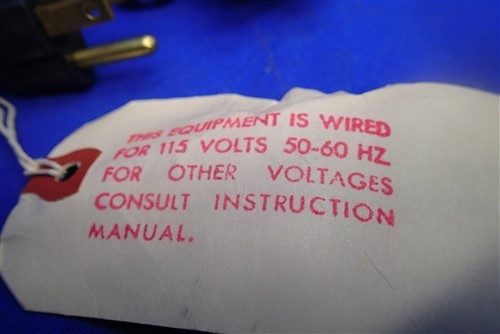 THIS EQUIPMENT IS WIRED
FOR 115 VOLTS 50-60 HZ.
FOR OTHER VOLTAGES
CONSULT INSTRUCTION
MANUAL.